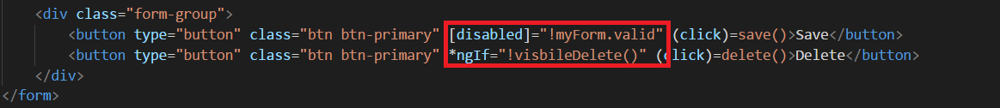 <div class="form-group">
<button type="button" class="btn btn-primary" [disabled]="!myForm.valid" (click)=save()>Save</button>
<button type="button" class="btn btn-primary" *ngIf="!visbileDelete()" (click)=delete()>Delete</button>
</div>
</form>